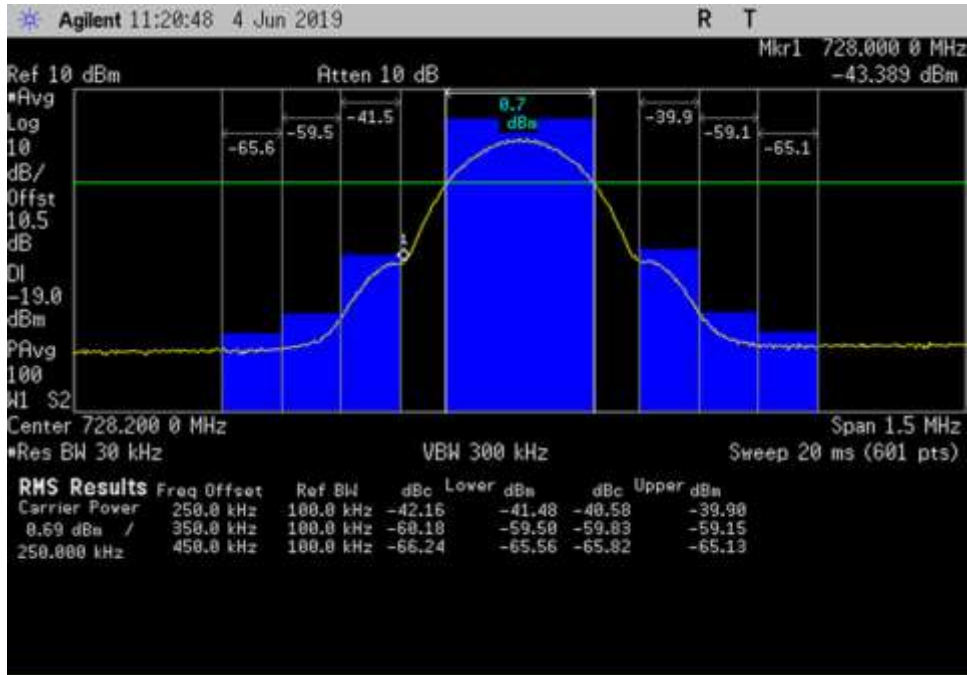 Agilent 11:20:48 4 Jun 2019 R T
Mkr1 728.000 0 MHz
Ref 10 dBm Atten 10 dB -43.389 dBm
*Avg
Log
10
dB/
Offst
10.5
dB
DI
-19.0
dBm
PAvg
100
W1 S2
-65.6 -59.5 -41.5 0.7 dBm -39.9 -59.1 -65.1
1
Center 728.200 0 MHz Span 1.5 MHz
*Res BW 30 kHz VBW 300 kHz Sweep 20 ms (601 pts)
RMS Results Freq Offset Ref BW dBc Lower dBm dBc Upper dBm
Carrier Power 250.0 kHz 100.0 kHz -42.16 -41.48 -40.58 -39.90
0.69 dBm / 350.0 kHz 100.0 kHz -60.18 -59.50 -59.83 -59.15
250.000 kHz 450.0 kHz 100.0 kHz -66.24 -65.56 -65.82 -65.13